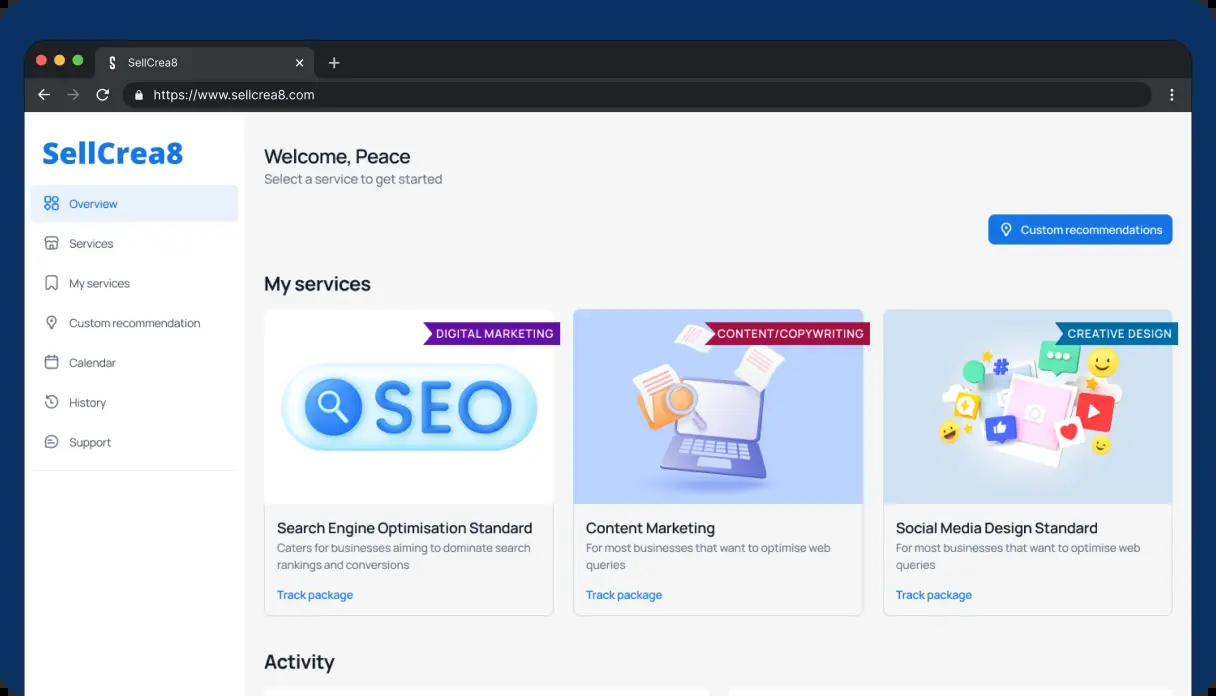 SellCrea8
https://www.sellcrea8.com
SellCrea8
Overview
Services
My services
Custom recommendation
Calendar
History
Support
Welcome, Peace
Select a service to get started
Custom recommendations
My services
DIGITAL MARKETING
SEO
Search Engine Optimisation Standard
Caters for businesses aiming to dominate search
rankings and conversions
Track package
CONTENT/COPYWRITING
Content Marketing
For most businesses that want to optimise web
queries
Track package
CREATIVE DESIGN
#
Social Media Design Standard
For most businesses that want to optimise web
queries
Track package
Activity